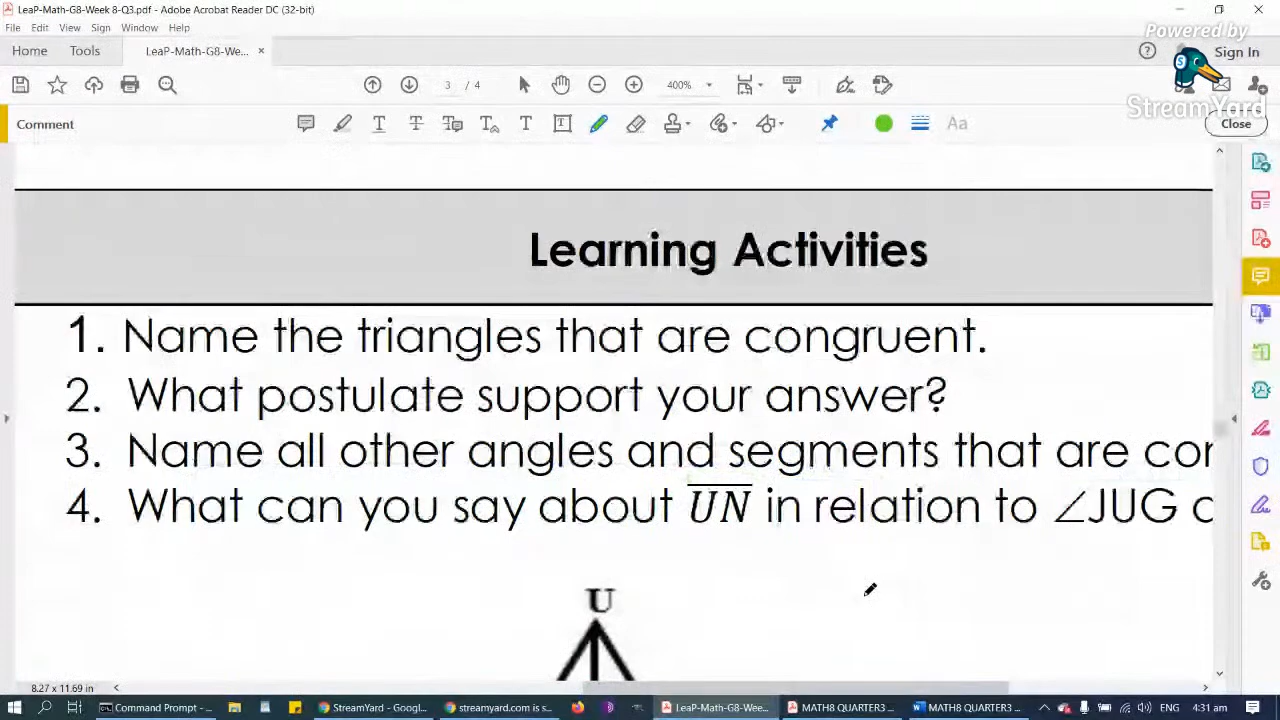 LeaP-Math-G8-Week 8-Q3.pdf - Adobe Acrobat Reader DC (32-bit)
File Edit View Sign Window Help
Powered by
StreamYard
Home Tools LeaP-Math-G8-We... × Sign In
3 / 4 400%
Comment Aa Close
Learning Activities
1. Name the triangles that are congruent.
2. What postulate support your answer?
3. Name all other angles and segments that are cor
4. What can you say about UN in relation to ∠JUG
U
8.27 x 11.69 in
Command Prompt - ... StreamYard - Googl... streamyard.com is s... LeaP-Math-G8-Wee... MATH8 QUARTER3 ... MATH8 QUARTER3 ... 4:31 am